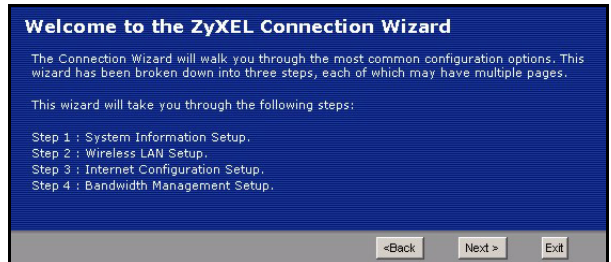 Welcome to the ZyXEL Connection Wizard
The Connection Wizard will walk you through the most common configuration options. This
wizard has been broken down into three steps, each of which may have multiple pages.
This wizard will take you through the following steps:
Step 1 : System Information Setup.
Step 2 : Wireless LAN Setup.
Step 3 : Internet Configuration Setup.
Step 4 : Bandwidth Management Setup.
<Back Next > Exit